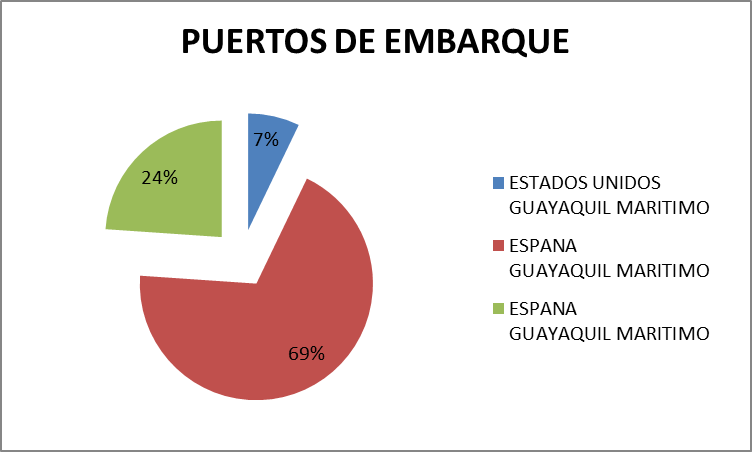 PUERTOS DE EMBARQUE
7%
24%
69%
ESTADOS UNIDOS
GUAYAQUIL MARITIMO
ESPANA
GUAYAQUIL MARITIMO
ESPANA
GUAYAQUIL MARITIMO